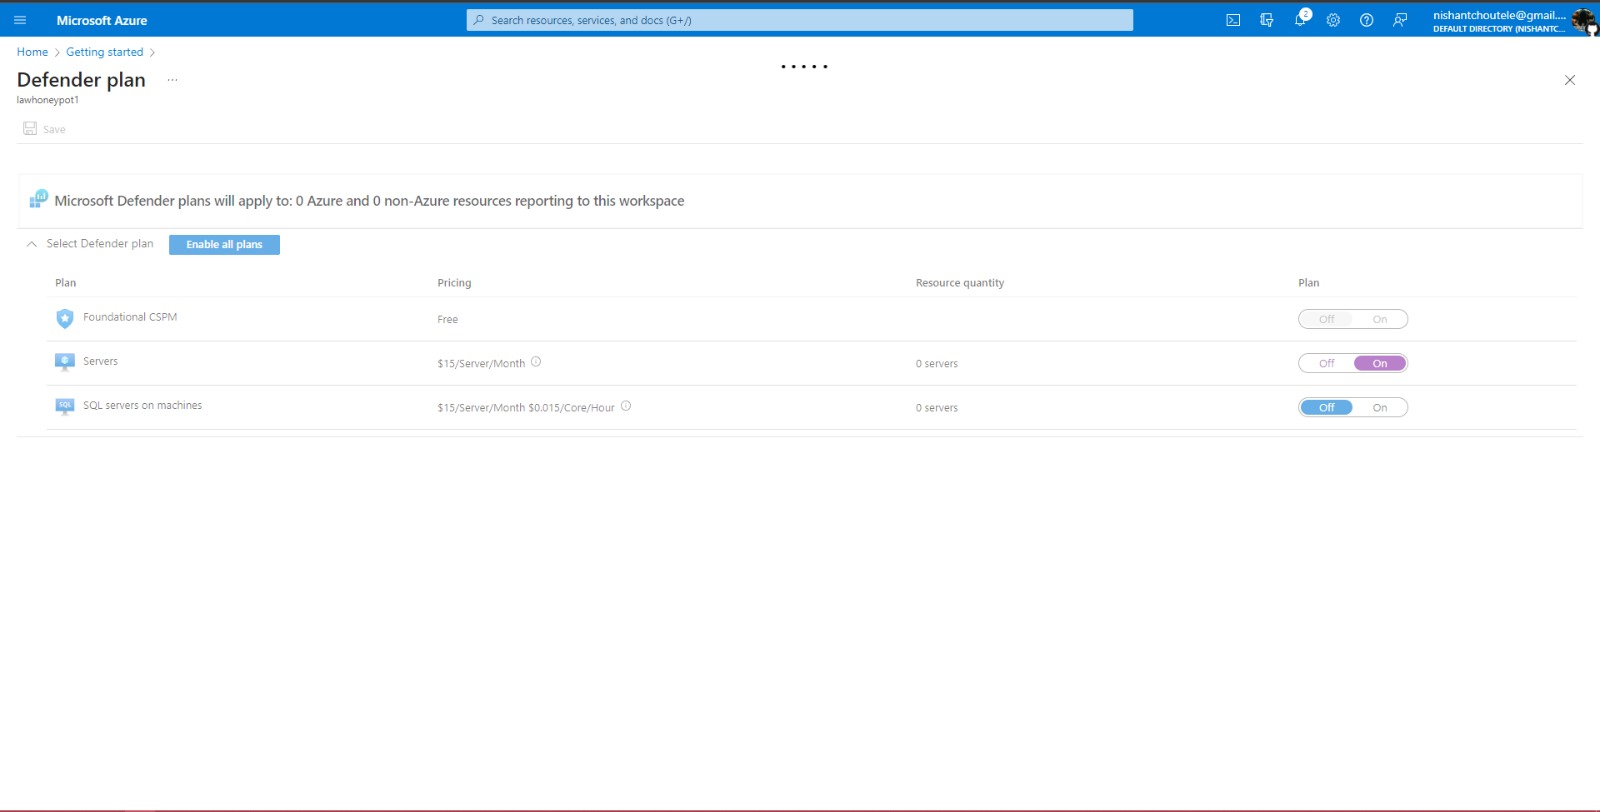 Microsoft Azure
Search resources, services, and docs (G+/)
2
nishantchoutele@gmail....
DEFAULT DIRECTORY (NISHANTC...
Home > Getting started >
Defender plan ...
lawhoneypot1
Save
Microsoft Defender plans will apply to: 0 Azure and 0 non-Azure resources reporting to this workspace
Select Defender plan Enable all plans
Plan Pricing Resource quantity Plan
Foundational CSPM Free Off On
Servers $15/Server/Month 0 servers Off On
SQL SQL servers on machines $15/Server/Month $0.015/Core/Hour 0 servers Off On